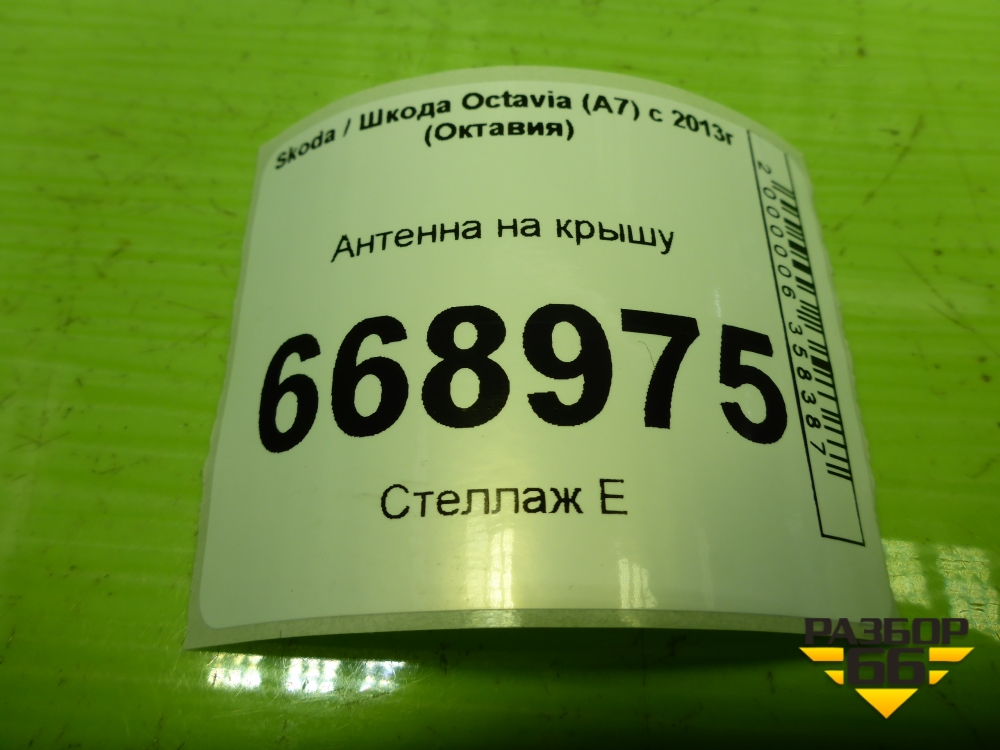 Skoda / Шкода Octavia (A7) с 2013г
(Октавия)
Антенна на крышу
668975
Стеллаж Е
2000006358387
РАЗБОР
66